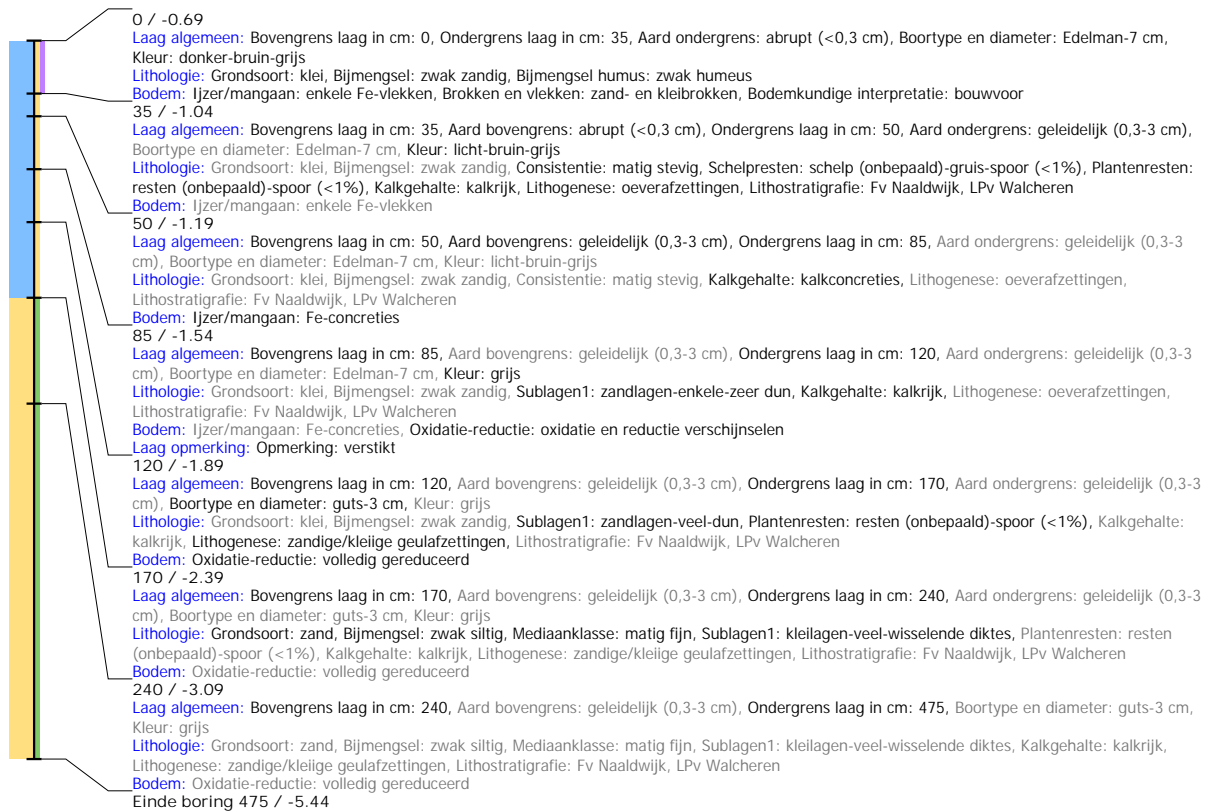 0 / -0.69
Laag algemeen: Bovengrens laag in cm: 0, Ondergrens laag in cm: 35, Aard ondergrens: abrupt (<0,3 cm), Boortype en diameter: Edelman-7 cm,
Kleur: donker-bruin-grijs
Lithologie: Grondsoort: klei, Bijmengsel: zwak zandig, Bijmengsel humus: zwak humeus
Bodem: Ijzer/mangaan: enkele Fe-vlekken, Brokken en vlekken: zand- en kleibrokken, Bodemkundige interpretatie: bouwvoor
35 / -1.04
Laag algemeen: Bovengrens laag in cm: 35, Aard bovengrens: abrupt (<0,3 cm), Ondergrens laag in cm: 50, Aard ondergrens: geleidelijk (0,3-3 cm),
Boortype en diameter: Edelman-7 cm, Kleur: licht-bruin-grijs
Lithologie: Grondsoort: klei, Bijmengsel: zwak zandig, Consistentie: matig stevig, Schelpresten: schelp (onbepaald)-gruis-spoor (<1%), Plantenresten:
resten (onbepaald)-spoor (<1%), Kalkgehalte: kalkrijk, Lithogenese: oeverafzettingen, Lithostratigrafie: Fv Naaldwijk, LPv Walcheren
Bodem: Ijzer/mangaan: enkele Fe-vlekken
50 / -1.19
Laag algemeen: Bovengrens laag in cm: 50, Aard bovengrens: geleidelijk (0,3-3 cm), Ondergrens laag in cm: 85, Aard ondergrens: geleidelijk (0,3-3
cm), Boortype en diameter: Edelman-7 cm, Kleur: licht-bruin-grijs
Lithologie: Grondsoort: klei, Bijmengsel: zwak zandig, Consistentie: matig stevig, Kalkgehalte: kalkconcreties, Lithogenese: oeverafzettingen,
Lithostratigrafie: Fv Naaldwijk, LPv Walcheren
Bodem: Ijzer/mangaan: Fe-concreties
85 / -1.54
Laag algemeen: Bovengrens laag in cm: 85, Aard bovengrens: geleidelijk (0,3-3 cm), Ondergrens laag in cm: 120, Aard ondergrens: geleidelijk (0,3-3
cm), Boortype en diameter: Edelman-7 cm, Kleur: grijs
Lithologie: Grondsoort: klei, Bijmengsel: zwak zandig, Sublagen1: zandlagen-enkele-zeer dun, Kalkgehalte: kalkrijk, Lithogenese: oeverafzettingen,
Lithostratigrafie: Fv Naaldwijk, LPv Walcheren
Bodem: Ijzer/mangaan: Fe-concreties, Oxidatie-reductie: oxidatie en reductie verschijnselen
Laag opmerking: Opmerking: verstikt
120 / -1.89
Laag algemeen: Bovengrens laag in cm: 120, Aard bovengrens: geleidelijk (0,3-3 cm), Ondergrens laag in cm: 170, Aard ondergrens: geleidelijk (0,3-3
cm), Boortype en diameter: guts-3 cm, Kleur: grijs
Lithologie: Grondsoort: klei, Bijmengsel: zwak zandig, Sublagen1: zandlagen-veel-dun, Plantenresten: resten (onbepaald)-spoor (<1%), Kalkgehalte:
kalkrijk, Lithogenese: zandige/kleiige geulafzettingen, Lithostratigrafie: Fv Naaldwijk, LPv Walcheren
Bodem: Oxidatie-reductie: volledig gereduceerd
170 / -2.39
Laag algemeen: Bovengrens laag in cm: 170, Aard bovengrens: geleidelijk (0,3-3 cm), Ondergrens laag in cm: 240, Aard ondergrens: geleidelijk (0,3-3
cm), Boortype en diameter: guts-3 cm, Kleur: grijs
Lithologie: Grondsoort: zand, Bijmengsel: zwak siltig, Mediaanklasse: matig fijn, Sublagen1: kleilagen-veel-wisselende diktes, Plantenresten: resten
(onbepaald)-spoor (<1%), Kalkgehalte: kalkrijk, Lithogenese: zandige/kleiige geulafzettingen, Lithostratigrafie: Fv Naaldwijk, LPv Walcheren
Bodem: Oxidatie-reductie: volledig gereduceerd
240 / -3.09
Laag algemeen: Bovengrens laag in cm: 240, Aard bovengrens: geleidelijk (0,3-3 cm), Ondergrens laag in cm: 475, Boortype en diameter: guts-3 cm,
Kleur: grijs
Lithologie: Grondsoort: zand, Bijmengsel: zwak siltig, Mediaanklasse: matig fijn, Sublagen1: kleilagen-veel-wisselende diktes, Kalkgehalte: kalkrijk,
Lithogenese: zandige/kleiige geulafzettingen, Lithostratigrafie: Fv Naaldwijk, LPv Walcheren
Bodem: Oxidatie-reductie: volledig gereduceerd
Einde boring 475 / -5.44